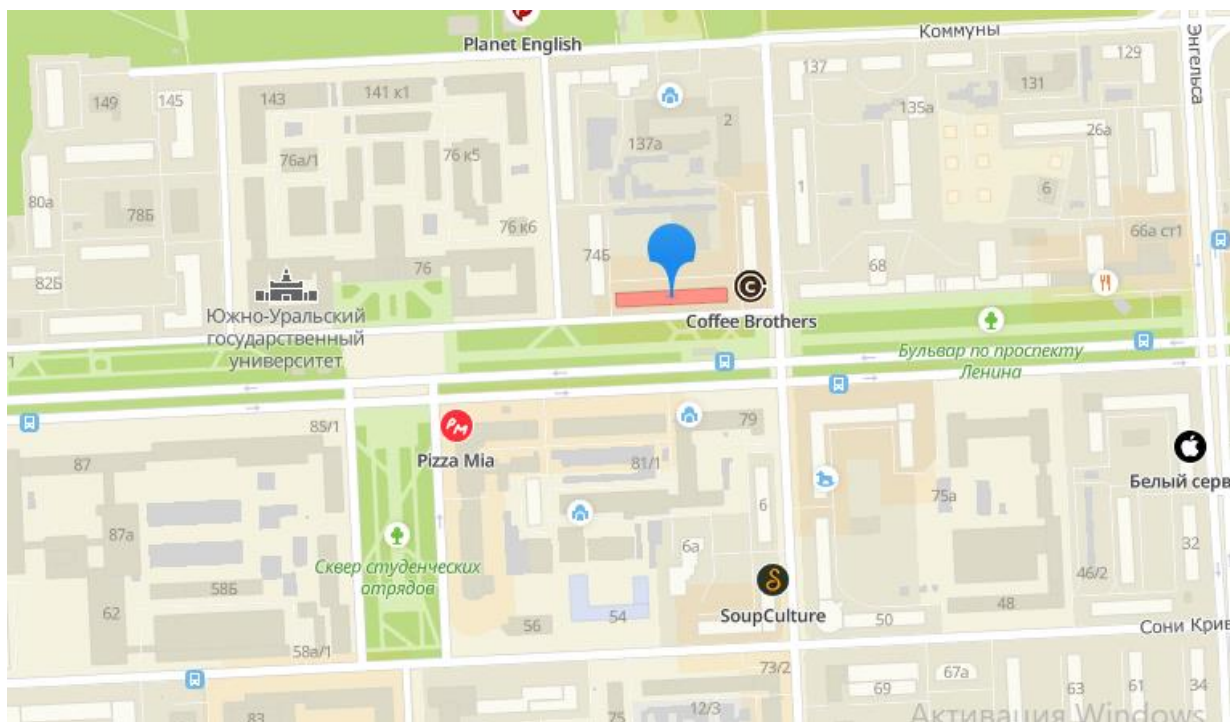 Коммуны
Энгельса
Planet English
137
129
131
149
145
143
141 к1
135а
2
26а
137а
76а/1
76 к5
1
6
80а
78Б
76 к6
66а ст1
74Б
76
68
82Б
Южно-Уральский
государственный
университет
Coffee Brothers
Бульвар по проспекту
Ленина
/1
85/1
79
Pizza Mia
87
81/1
Белый серв
75а
6
87а
6а
32
Сквер студенческих
отрядов
46/2
58Б
SoupCulture
48
62
56
54
50
Сони Крив
58а/1
73/2
67а
69
63
61
34
83
75
12/3
Активация Windows